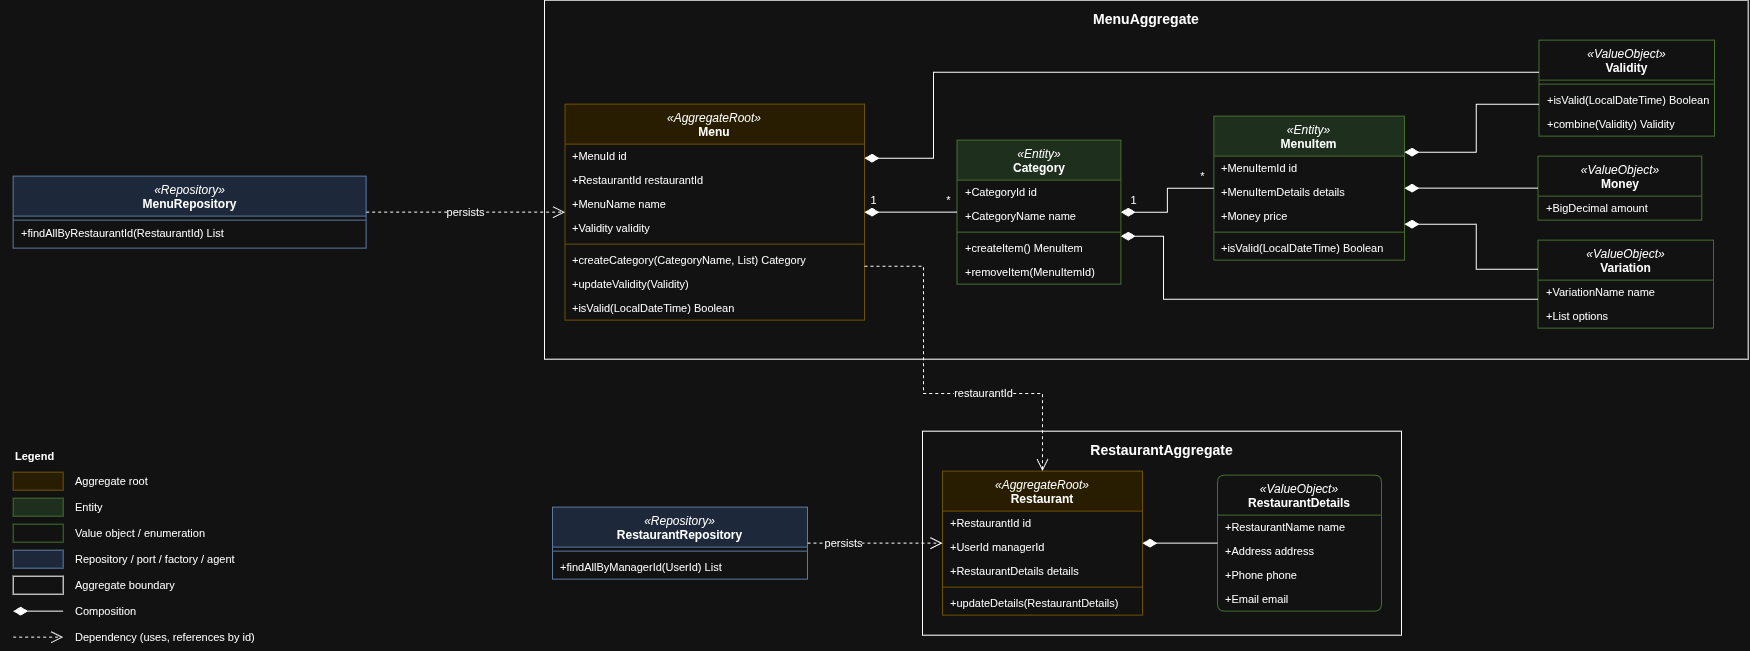 MenuAggregate
«Repository»
MenuRepository
+findAllByRestaurantId(RestaurantId) List
persists
«AggregateRoot»
Menu
+MenuId id
+RestaurantId restaurantId
+MenuName name
+Validity validity
+createCategory(CategoryName, List) Category
+updateValidity(Validity)
+isValid(LocalDateTime) Boolean
1
*
«Entity»
Category
+CategoryId id
+CategoryName name
+createItem() MenuItem
+removeItem(MenuItemId)
1
*
«Entity»
MenuItem
+MenuItemId id
+MenuItemDetails details
+Money price
+isValid(LocalDateTime) Boolean
«ValueObject»
Validity
+isValid(LocalDateTime) Boolean
+combine(Validity) Validity
«ValueObject»
Money
+BigDecimal amount
«ValueObject»
Variation
+VariationName name
+List options
restaurantId
RestaurantAggregate
«Repository»
RestaurantRepository
+findAllByManagerId(UserId) List
persists
«AggregateRoot»
Restaurant
+RestaurantId id
+UserId managerId
+RestaurantDetails details
+updateDetails(RestaurantDetails)
«ValueObject»
RestaurantDetails
+RestaurantName name
+Address address
+Phone phone
+Email email
Legend
Aggregate root
Entity
Value object / enumeration
Repository / port / factory / agent
Aggregate boundary
Composition
Dependency (uses, references by id)